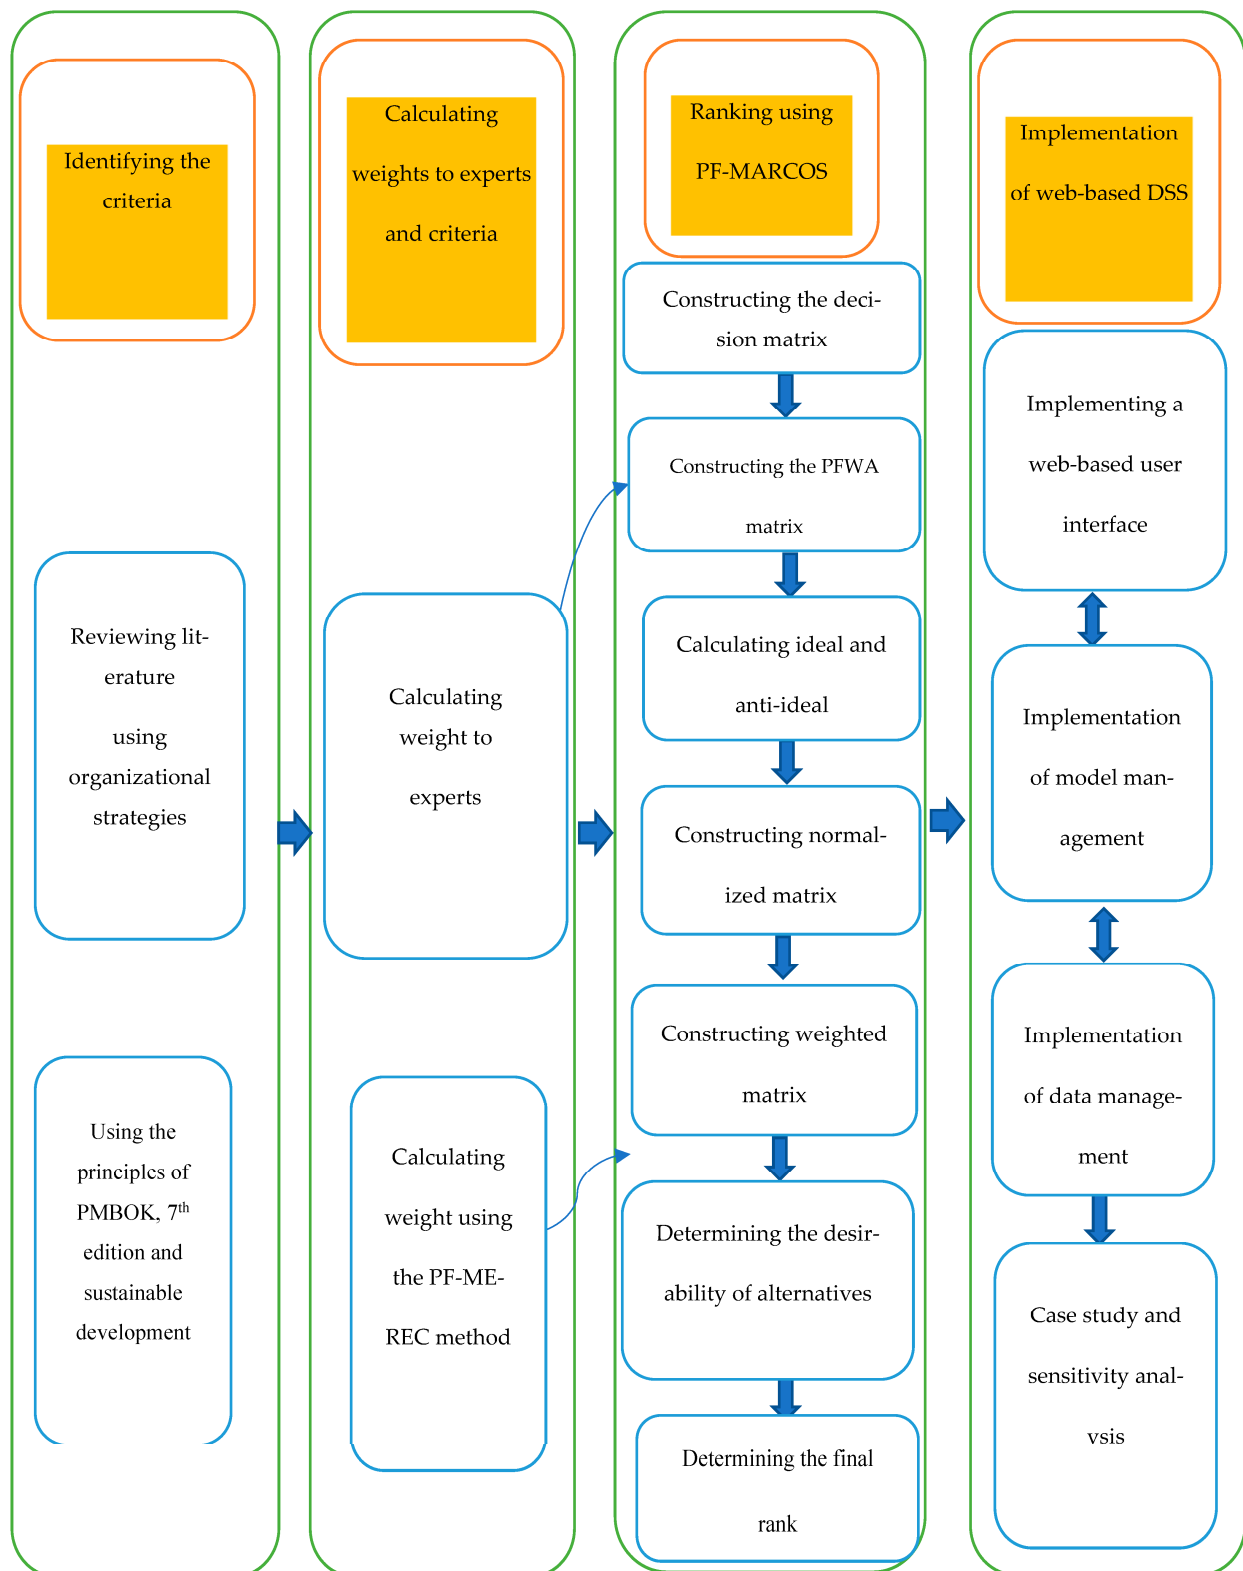 Identifying the
criteria
Reviewing lit-
erature
using
organizational
strategies
Using the
principles of
PMBOK, 7th
edition and
sustainable
development
Calculating
weights to experts
and criteria
Calculating
weight to
experts
Calculating
weight using
the PF-ME-
REC method
Ranking using
PF-MARCOS
Constructing the deci-
sion matrix
Constructing the PFWA
matrix
Calculating ideal and
anti-ideal
Constructing normal-
ized matrix
Constructing weighted
matrix
Determining the desir-
ability of alternatives
Determining the final
rank
Implementation
of web-based DSS
Implementing a
web-based user
interface
Implementation
of model man-
agement
Implementation
of data manage-
ment
Case study and
sensitivity anal-
ysis